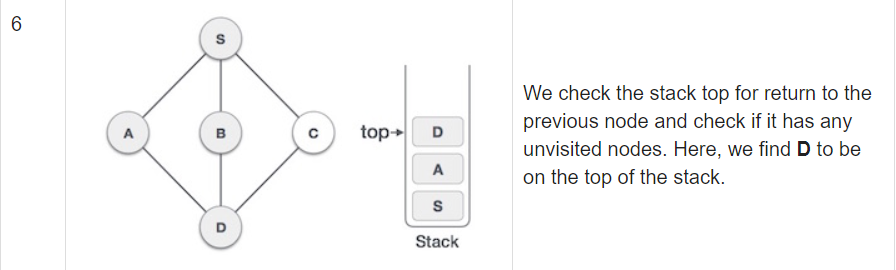 6
S
A
B
C
D
top→
D
A
S
Stack
We check the stack top for return to the
previous node and check if it has any
unvisited nodes. Here, we find D to be
on the top of the stack.